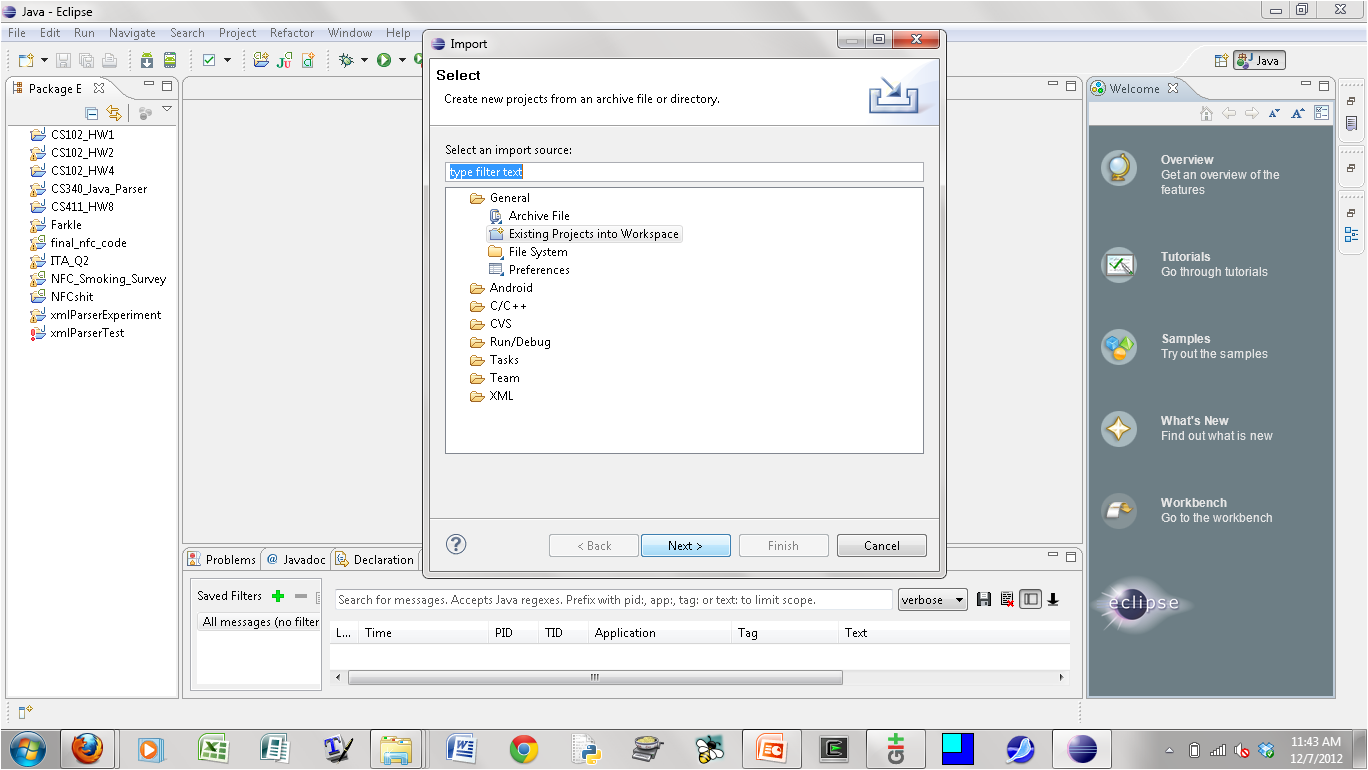 Java - Eclipse
File Edit Run Navigate Search Project Refactor Window Help
Java
Package E
CS102_HW1
CS102_HW2
CS102_HW4
CS340_Java_Parser
CS411_HW8
Farkle
final_nfc_code
ITA_Q2
NFC_Smoking_Survey
NFCshit
xmlParserExperiment
xmlParserTest
Import
Select
Create new projects from an archive file or directory.
Select an import source:
type filter text
General
Archive File
Existing Projects into Workspace
File System
Preferences
Android
C/C++
CVS
Run/Debug
Tasks
Team
XML
< Back
Next >
Finish
Cancel
Welcome
Overview
Get an overview of the
features
Tutorials
Go through tutorials
Samples
Try out the samples
What's New
Find out what is new
Workbench
Go to the workbench
eclipse
Problems @ Javadoc Declaration
Saved Filters
All messages (no filter
Search for messages. Accepts Java regexes. Prefix with pid:, app:, tag: or text: to limit scope.
verbose
L... Time PID TID Application Tag Text
git
11:43 AM
12/7/2012